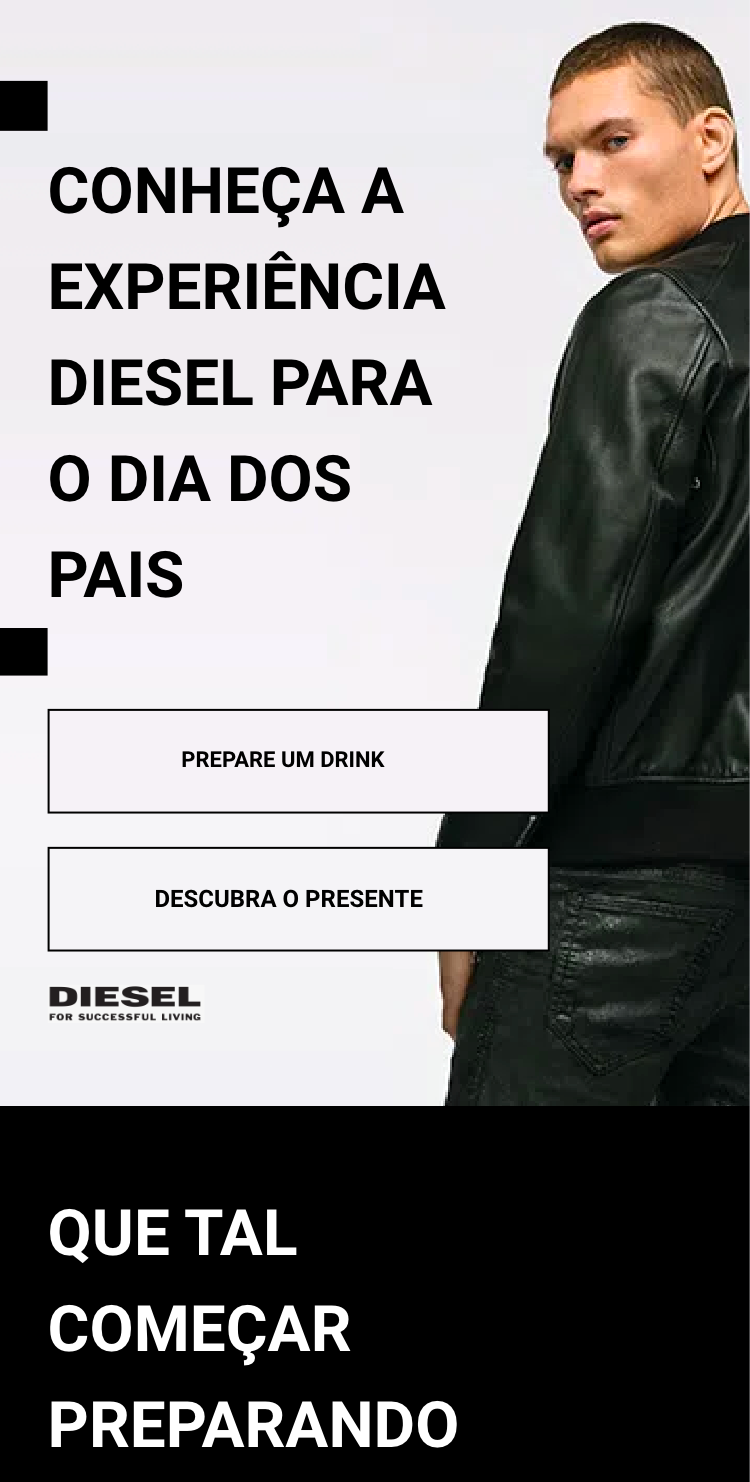 CONHEÇA A
EXPERIÊNCIA
DIESEL PARA
O DIA DOS
PAIS
PREPARE UM DRINK
DESCUBRA O PRESENTE
DIESEL
FOR SUCCESSFUL LIVING
QUE TAL
COMEÇAR
PREPARANDO